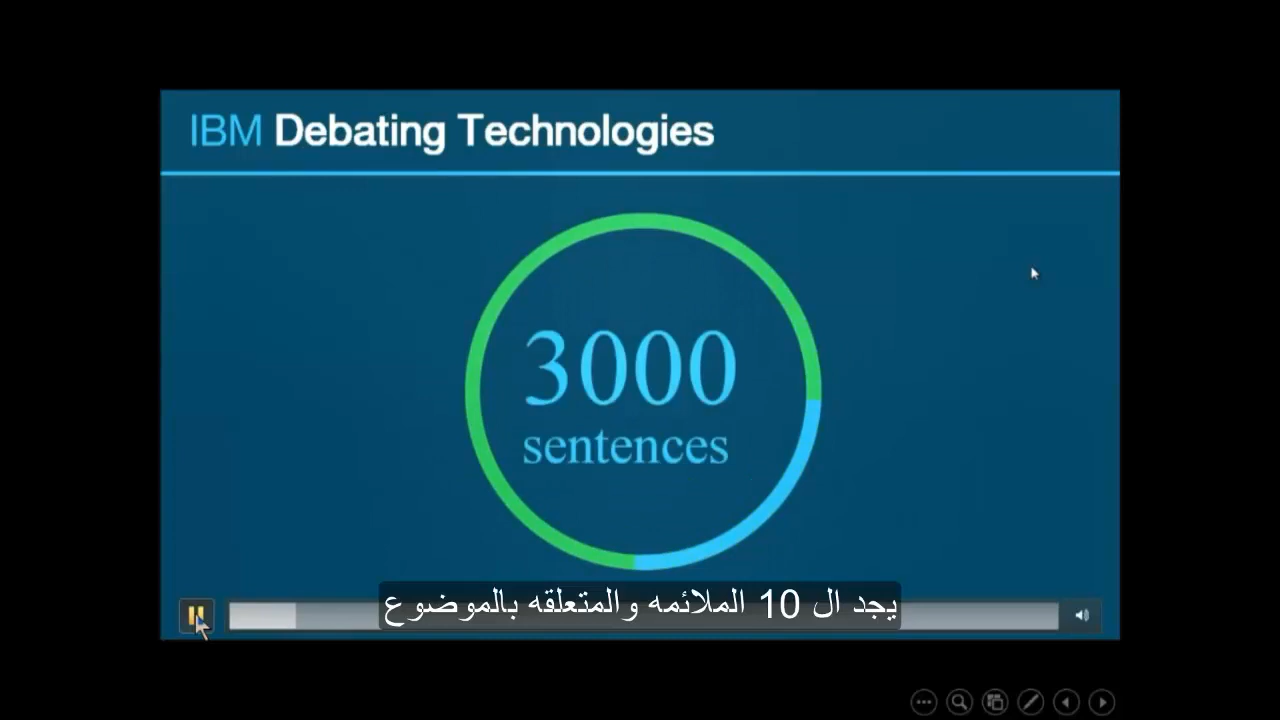 IBM Debating Technologies
3000
sentences
يجد ال 10 الملائمه والمتعلقه بالموضوع